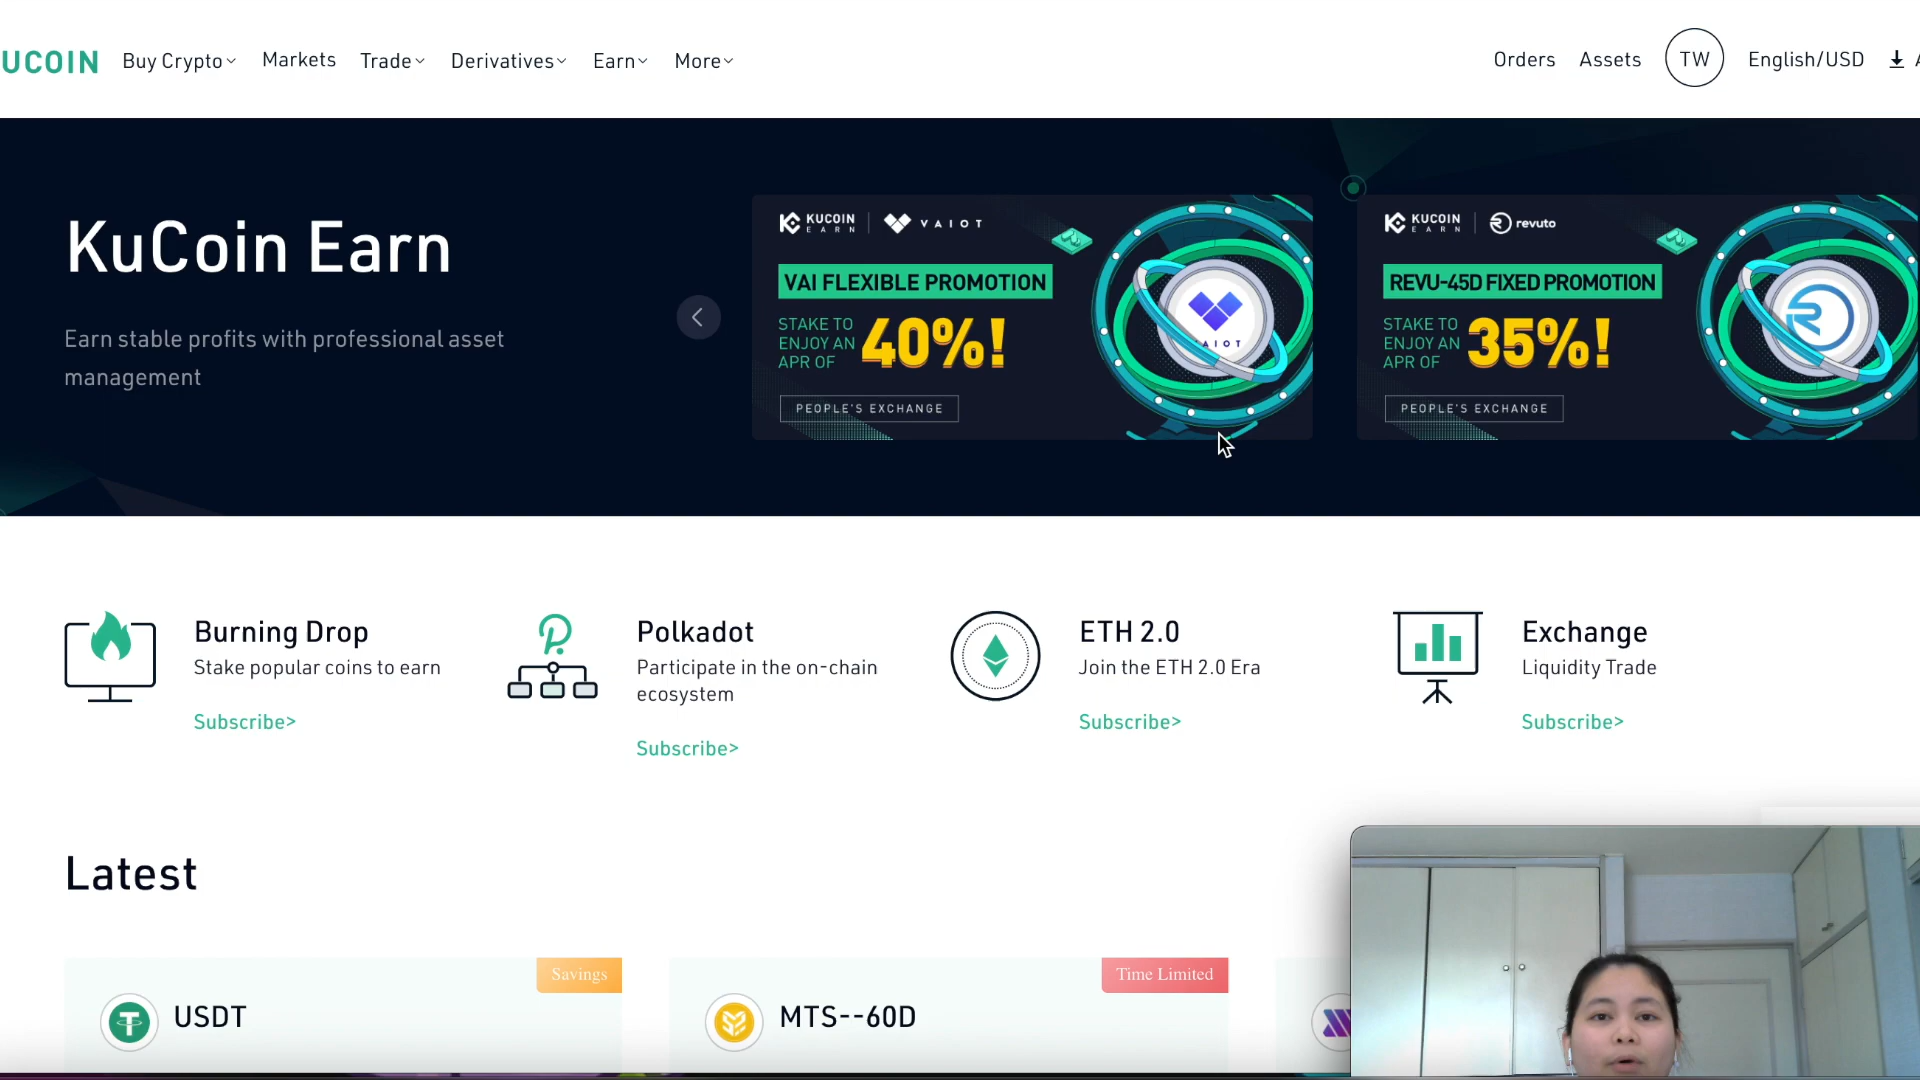 UCOIN Buy Crypto Markets Trade Derivatives Earn More Orders Assets TW English/USD
KuCoin Earn
Earn stable profits with professional asset
management
KUCOIN
EARN
VAIOT
VAI FLEXIBLE PROMOTION
STAKE TO
ENJOY AN
APR OF
40%!
PEOPLE'S EXCHANGE
KUCOIN
EARN
revuto
REVU-45D FIXED PROMOTION
STAKE TO
ENJOY AN
APR OF
35%!
PEOPLE'S EXCHANGE
Burning Drop
Stake popular coins to earn
Subscribe>
Polkadot
Participate in the on-chain
ecosystem
Subscribe>
ETH 2.0
Join the ETH 2.0 Era
Subscribe>
Exchange
Liquidity Trade
Subscribe>
Latest
Savings
USDT
Time Limited
MTS--60D